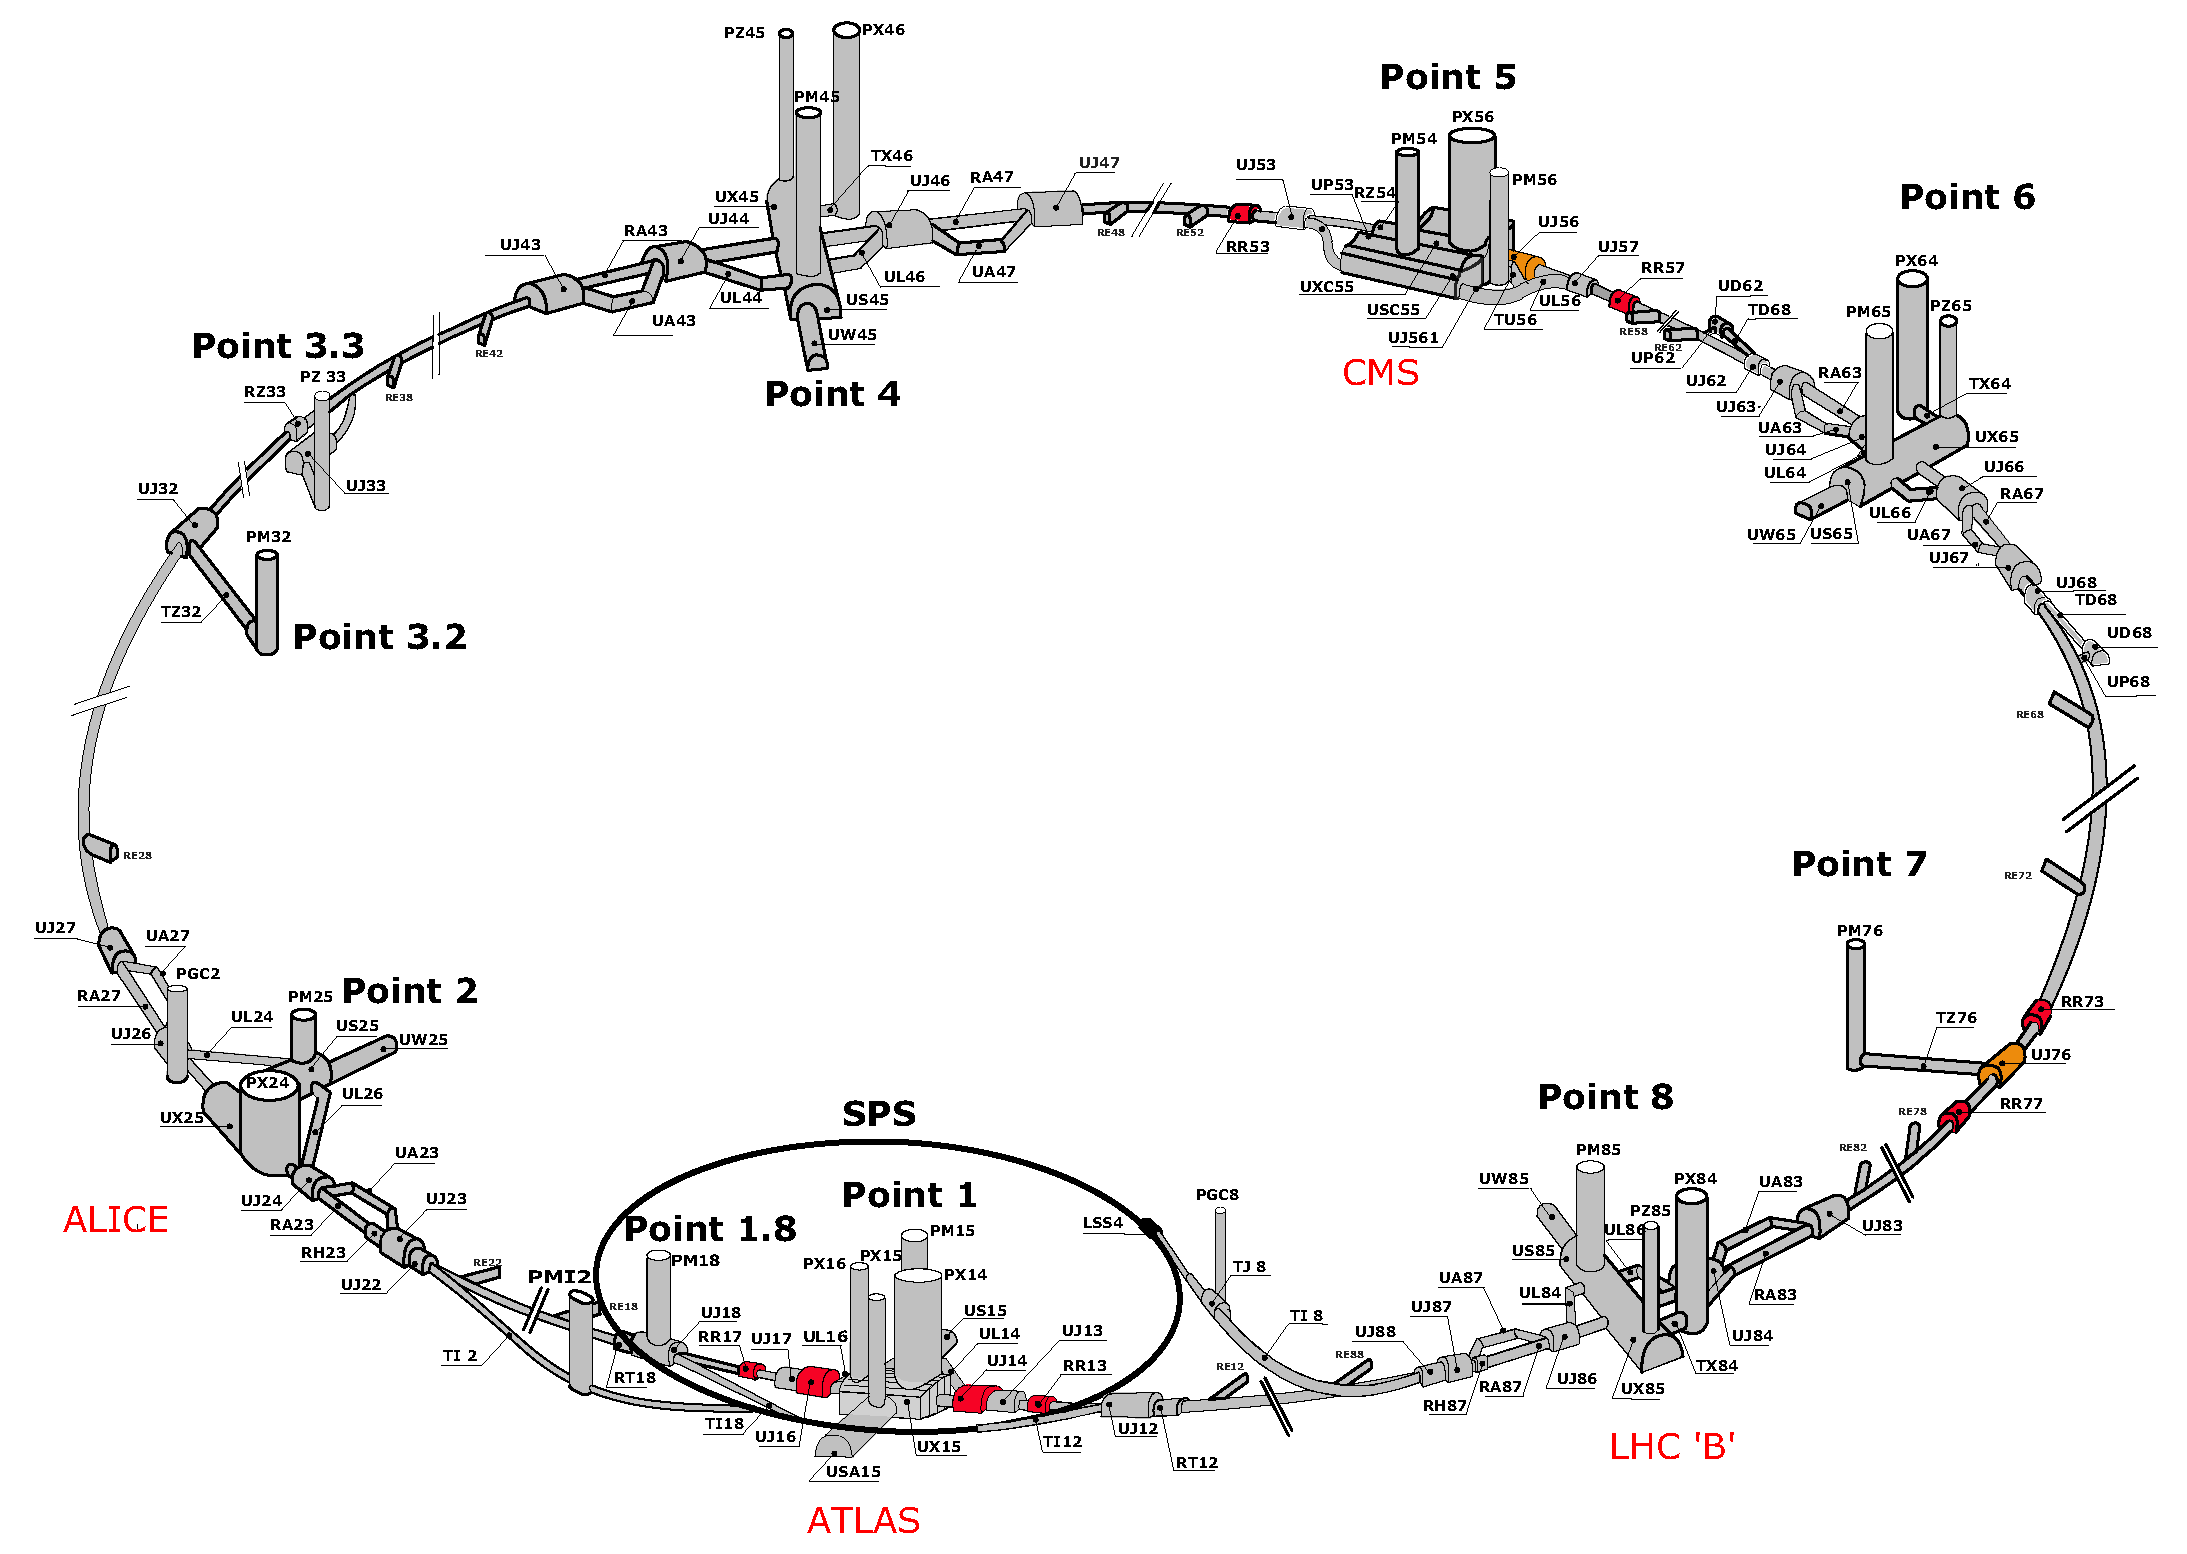 PZ45
PX46
PM45
TX46
UX45
UJ46
RA47
UJ47
UJ44
RA43
UJ43
UL46
UA47
UL44
US45
UA43
UW45
Point 4
RE42
RE38
RE48
RE52
Point 5
PX56
PM54
PM56
UJ53
UP53
RZ54
RR53
UJ56
UJ57
RR57
UXC55
USC55
UL56
TU56
UJ561
CMS
RE58
RE62
UD62
TD68
UP62
UJ62
UJ63
RA63
UA63
UJ64
UL64
Point 6
PX64
PM65
PZ65
TX64
UX65
UJ66
RA67
UL66
UA67
UW65
US65
UJ67
UJ68
TD68
UD68
UP68
RE68
RE72
Point 3.3
PZ 33
RZ33
UJ33
UJ32
PM32
TZ32
Point 3.2
RE28
UJ27
UA27
PGC2
RA27
UJ26
UL24
PM25
Point 2
US25
UW25
PX24
UL26
UX25
UA23
UJ24
UJ23
RA23
RH23
UJ22
ALICE
RE22
TI 2
PMI2
RE18
RT18
SPS
Point 1
Point 1.8
PM18
UJ18
RR17
UJ17
UL16
PX16
PX15
PM15
PX14
US15
UL14
UJ13
UJ14
RR13
TI18
UJ16
UX15
USA15
TI12
UJ12
RT12
ATLAS
LSS4
PGC8
TJ 8
TI 8
RE12
RE88
UJ88
UJ87
UA87
RH87
RA87
UL84
UJ86
Point 8
PM85
UW85
US85
UL86
PZ85
PX84
UA83
UJ83
RA83
UJ84
TX84
UX85
LHC 'B'
Point 7
PM76
TZ76
RR73
UJ76
RR77
RE78
RE82